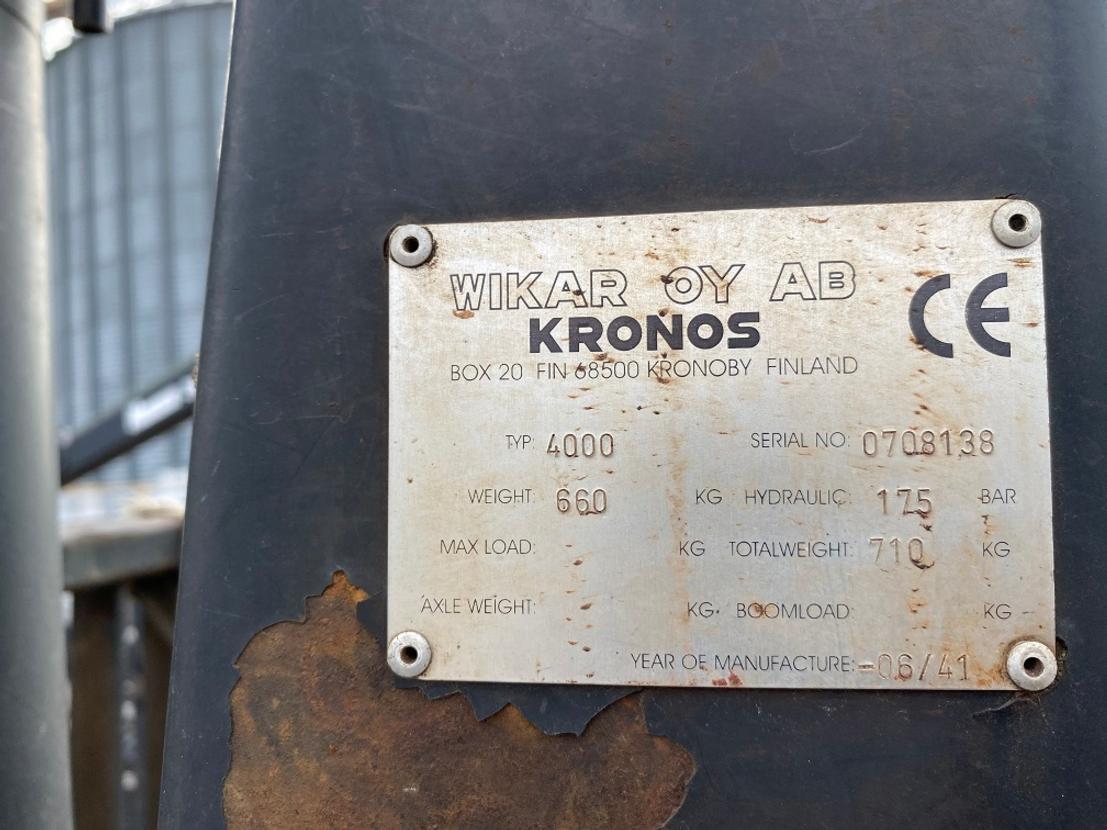 WIKAR OY AB
KRONOS
CE
BOX 20 FIN 68500 KRONOBY FINLAND
TYP: 4000 SERIAL NO: 0708138
WEIGHT: 660 KG HYDRAULIC: 175 BAR
MAX LOAD: KG TOTALWEIGHT: 710 KG
AXLE WEIGHT: KG BOOMLOAD: KG
YEAR OF MANUFACTURE: -06/41